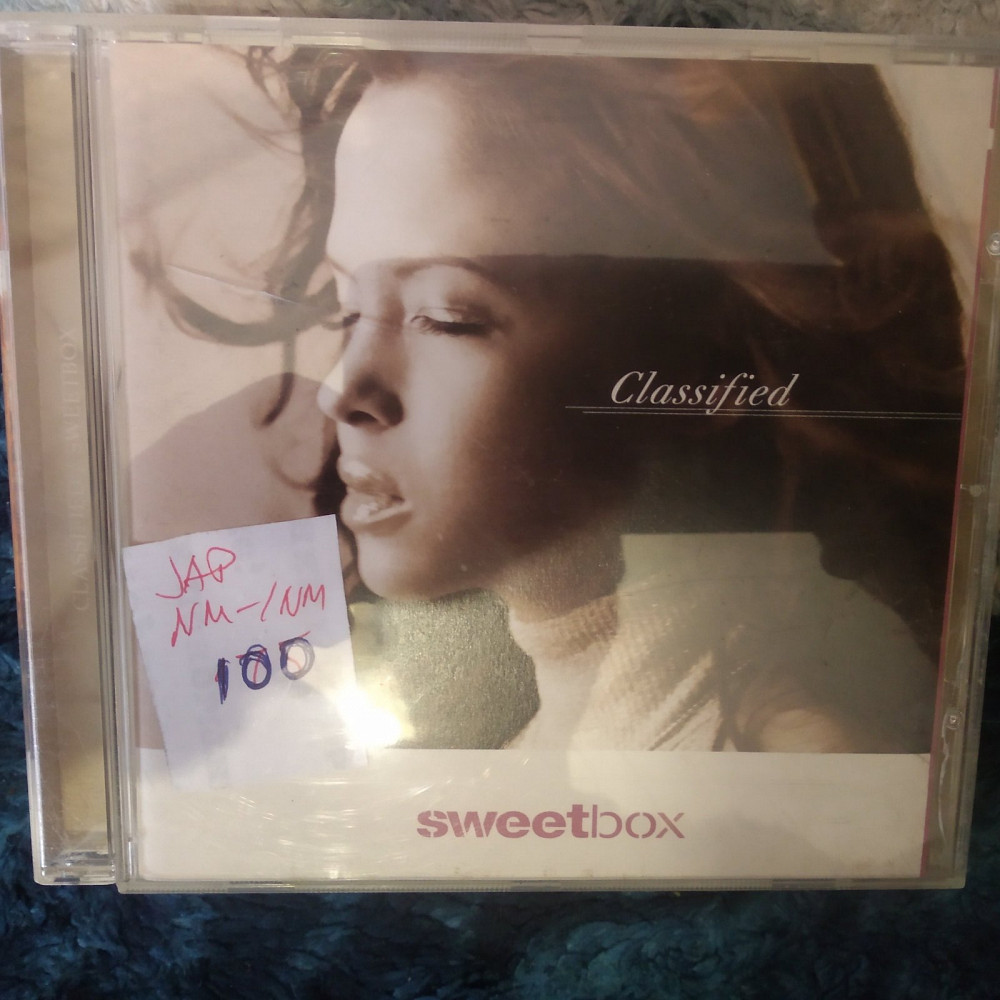 Classified
JAP
NM-/NM
100
sweetbox